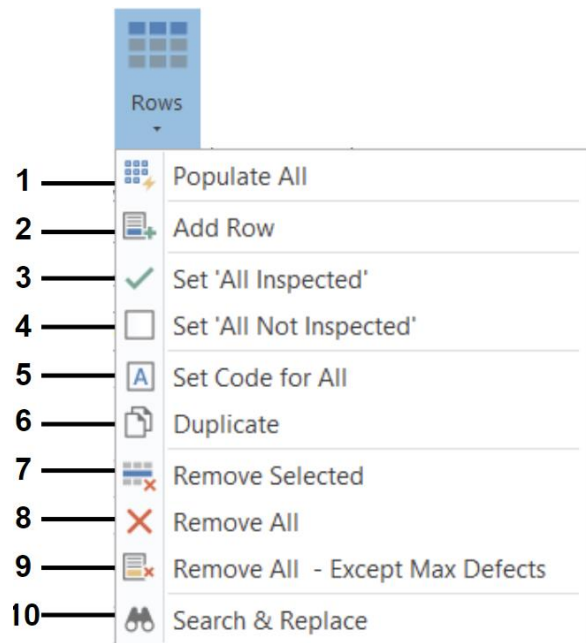 Rows
1 Populate All
2 Add Row
3 Set 'All Inspected'
4 Set 'All Not Inspected'
5 A Set Code for All
6 Duplicate
7 Remove Selected
8 Remove All
9 Remove All - Except Max Defects
10 Search & Replace